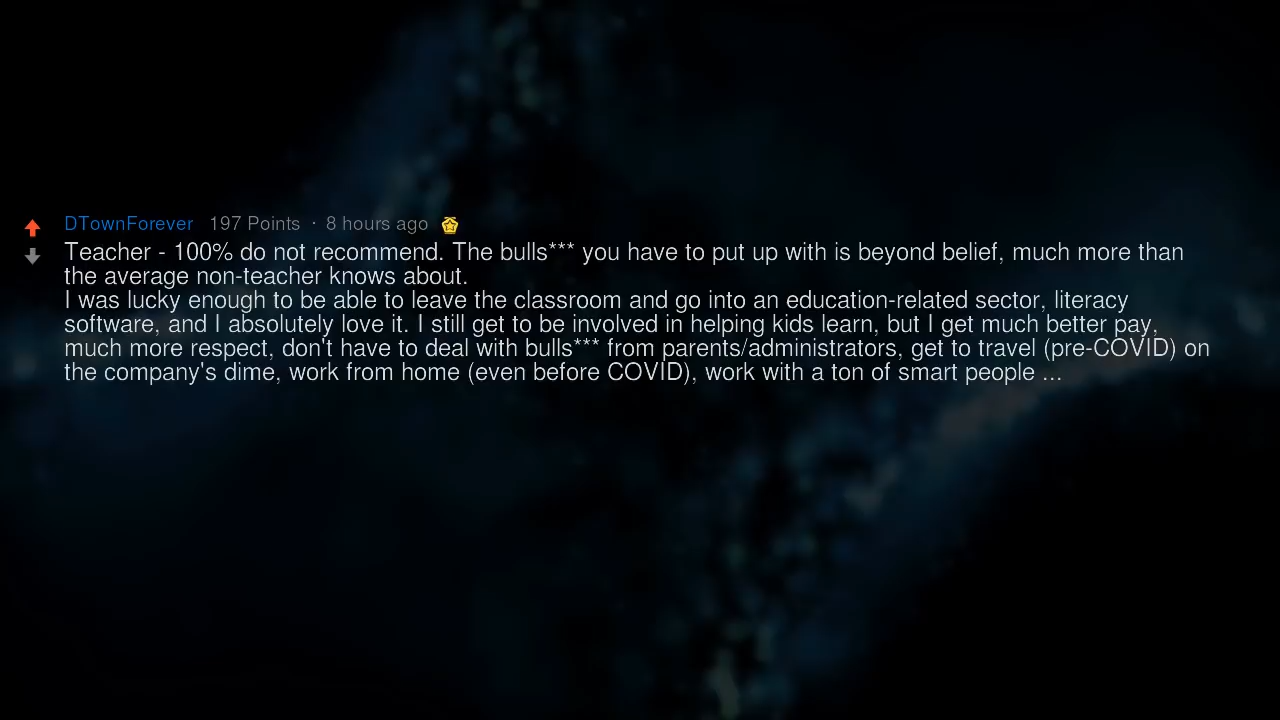 DTownForever 197 Points · 8 hours ago
Teacher - 100% do not recommend. The bulls*** you have to put up with is beyond belief, much more than
the average non-teacher knows about.
I was lucky enough to be able to leave the classroom and go into an education-related sector, literacy
software, and I absolutely love it. I still get to be involved in helping kids learn, but I get much better pay,
much more respect, don't have to deal with bulls*** from parents/administrators, get to travel (pre-COVID) on
the company's dime, work from home (even before COVID), work with a ton of smart people ...